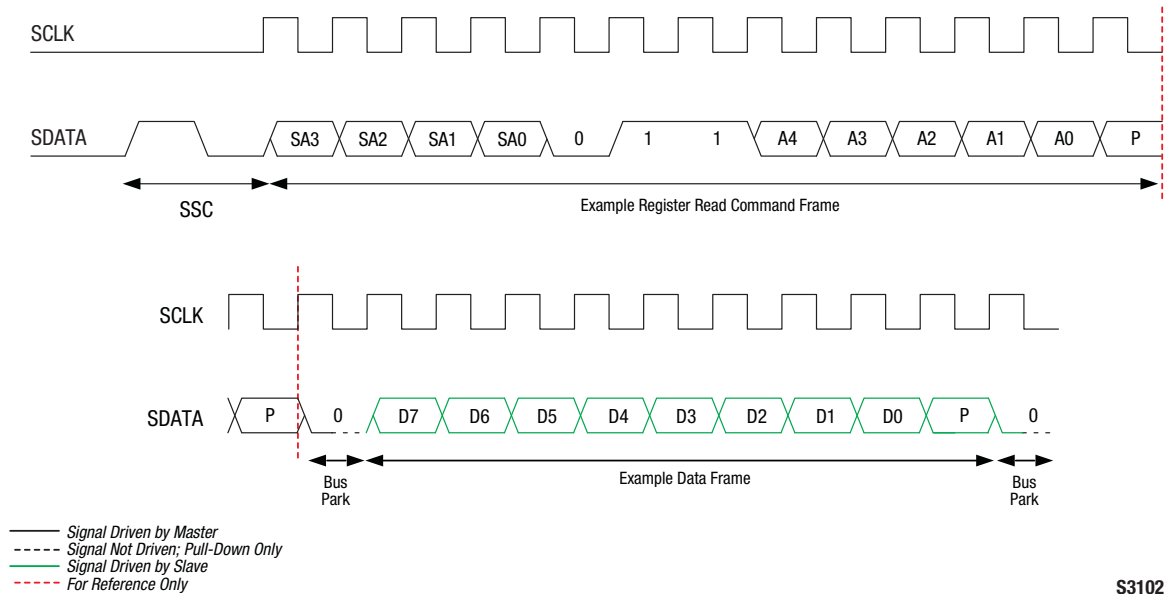 SCLK
SDATA SA3 SA2 SA1 SA0 0 1 1 A4 A3 A2 A1 A0 P
SSC
Example Register Read Command Frame
SCLK
SDATA P 0 D7 D6 D5 D4 D3 D2 D1 D0 P 0
Bus
Park
Example Data Frame
Bus
Park
Signal Driven by Master
Signal Not Driven; Pull-Down Only
Signal Driven by Slave
For Reference Only
S3102